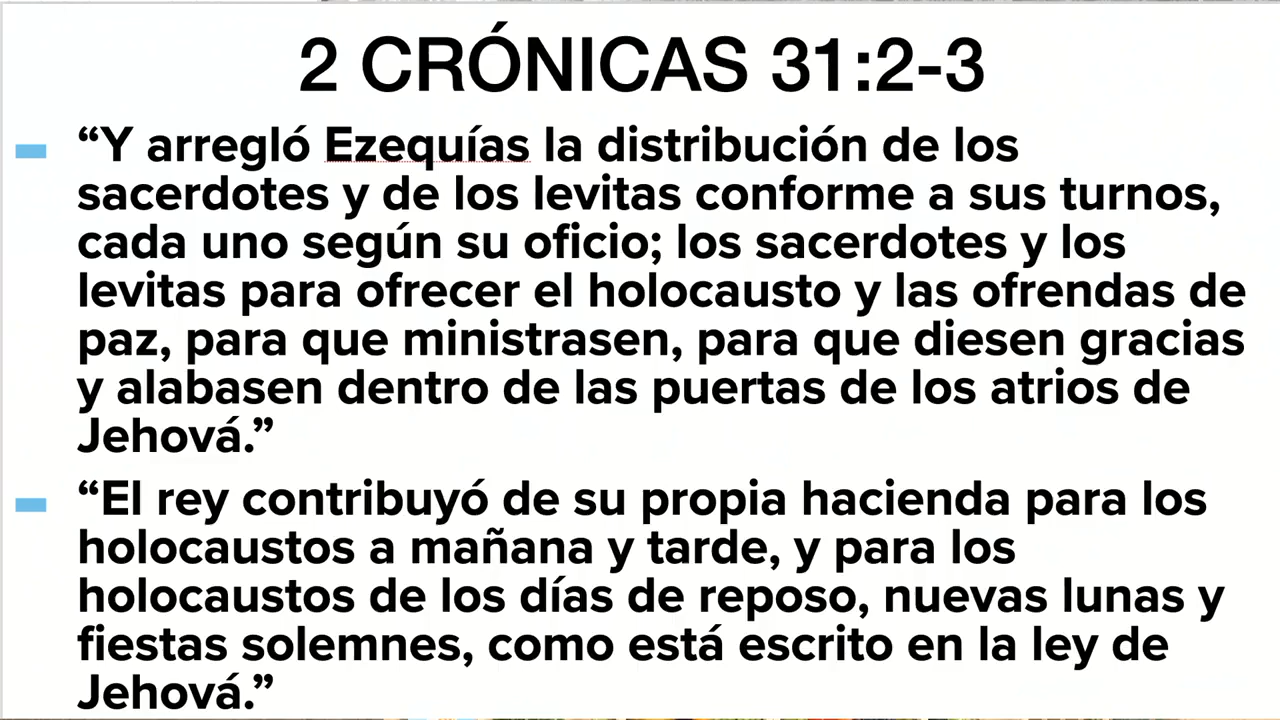 2 CRÓNICAS 31:2-3
“Y arregló Ezequías la distribución de los
sacerdotes y de los levitas conforme a sus turnos,
cada uno según su oficio; los sacerdotes y los
levitas para ofrecer el holocausto y las ofrendas de
paz, para que ministrasen, para que diesen gracias
y alabasen dentro de las puertas de los atrios de
Jehová.”
“El rey contribuyó de su propia hacienda para los
holocaustos a mañana y tarde, y para los
holocaustos de los días de reposo, nuevas lunas y
fiestas solemnes, como está escrito en la ley de
Jehová.”